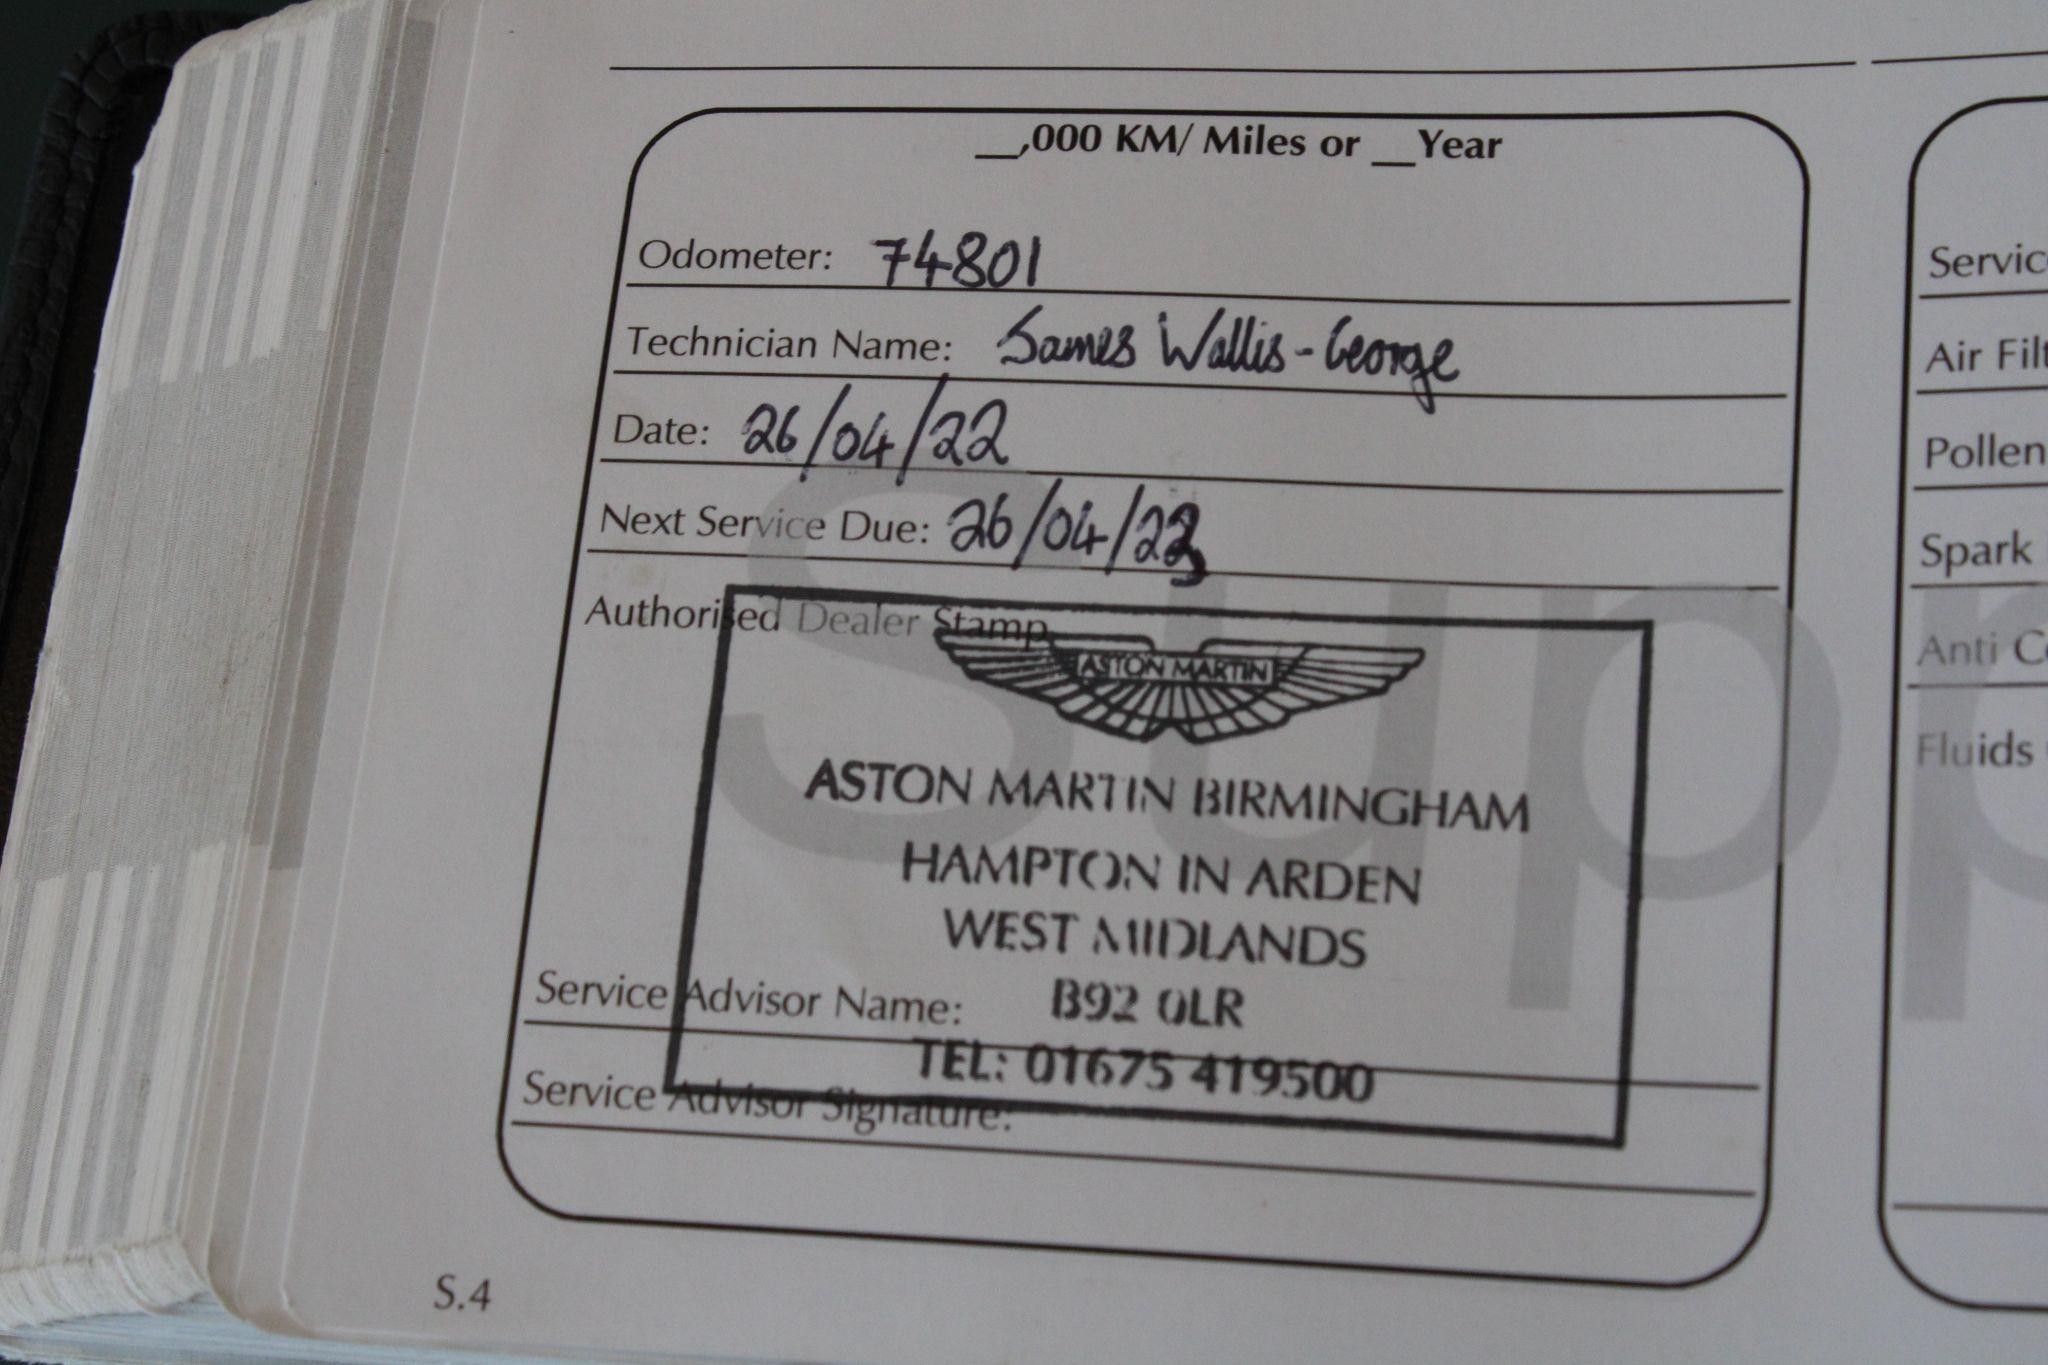 __,000 KM/ Miles or __Year
Odometer: 74801
Technician Name: James Wallis-George
Date: 26/04/22
Next Service Due: 26/04/23
Authorised Dealer Stamp
ASTON MARTIN
ASTON MARTIN BIRMINGHAM
HAMPTON IN ARDEN
WEST MIDLANDS
B92 0LR
Service Advisor Name:
TEL: 01675 419500
Service Advisor Signature:
S.4
Servic
Air Filt
Pollen
Spark
Anti Co
Fluids
Supp